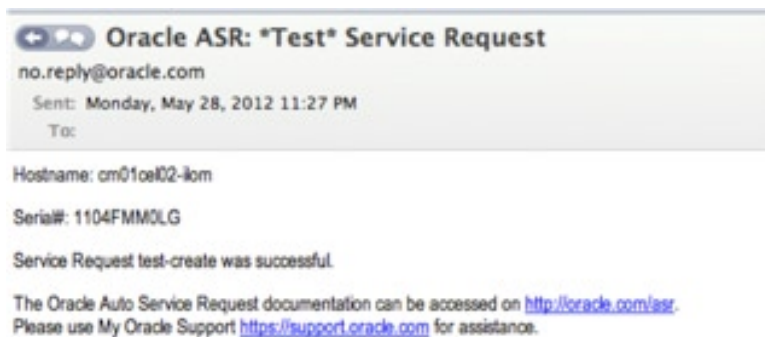 Oracle ASR: *Test* Service Request
no.reply@oracle.com
Sent: Monday, May 28, 2012 11:27 PM
To:
Hostname: cm01cel02-ilom
Serial#: 1104FMM0LG
Service Request test-create was successful.
The Oracle Auto Service Request documentation can be accessed on http://oracle.com/asr.
Please use My Oracle Support https://support.oracle.com for assistance.